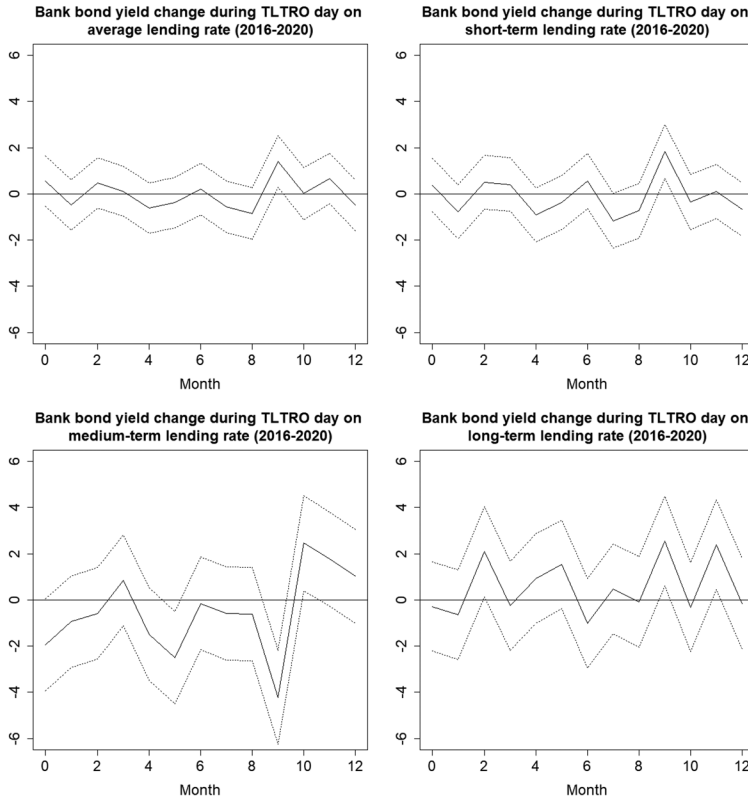 Bank bond yield change during TLTRO day on
average lending rate (2016-2020)
6
4
2
0
-2
-4
-6
0 2 4 6 8 10 12
Month
Bank bond yield change during TLTRO day on
short-term lending rate (2016-2020)
6
4
2
0
-2
-4
-6
0 2 4 6 8 10 12
Month
Bank bond yield change during TLTRO day on
medium-term lending rate (2016-2020)
6
4
2
0
-2
-4
-6
0 2 4 6 8 10 12
Month
Bank bond yield change during TLTRO day on
long-term lending rate (2016-2020)
6
4
2
0
-2
-4
-6
0 2 4 6 8 10 12
Month